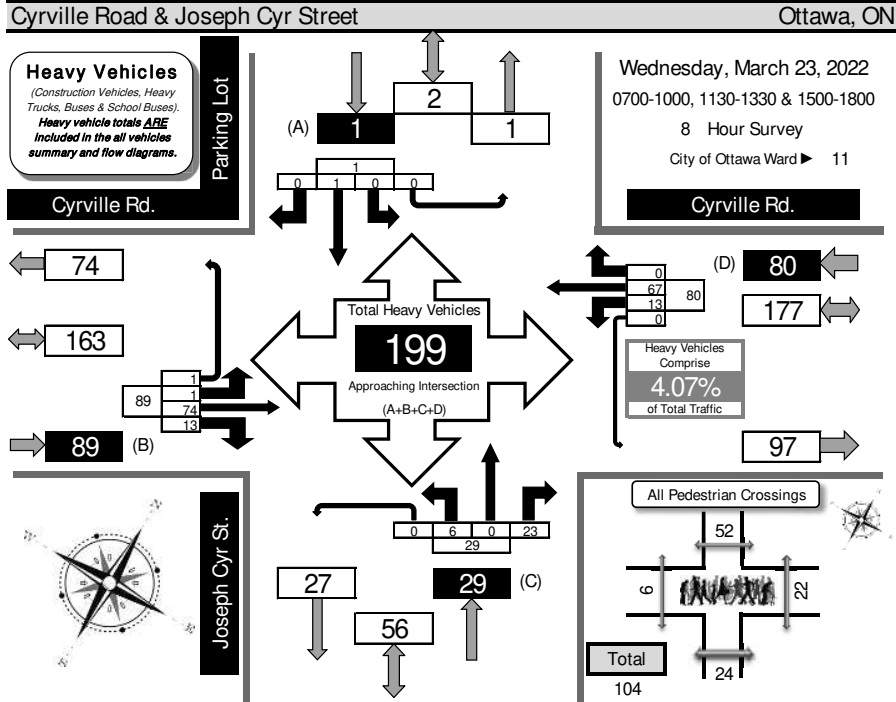 Cyrville Road & Joseph Cyr Street
Ottawa, ON
Heavy Vehicles
(Construction Vehicles, Heavy
Trucks, Buses & School Buses).
Heavy vehicle totals ARE
included in the all vehicles
summary and flow diagrams.
Parking Lot
Cyrville Rd.
(A)
1
2
1
1
0 1 0 0
Wednesday, March 23, 2022
0700-1000, 1130-1330 & 1500-1800
8 Hour Survey
City of Ottawa Ward ► 11
Cyrville Rd.
74
163
89
1
1
74
13
89
(B)
Total Heavy Vehicles
199
Approaching Intersection
(A+B+C+D)
0
67
13
0
80
(D)
80
177
Heavy Vehicles
Comprise
4.07%
of Total Traffic
97
Joseph Cyr St.
N
E
S
W
0 6 0 23
29
27
29
(C)
56
All Pedestrian Crossings
52
6
22
24
Total
104